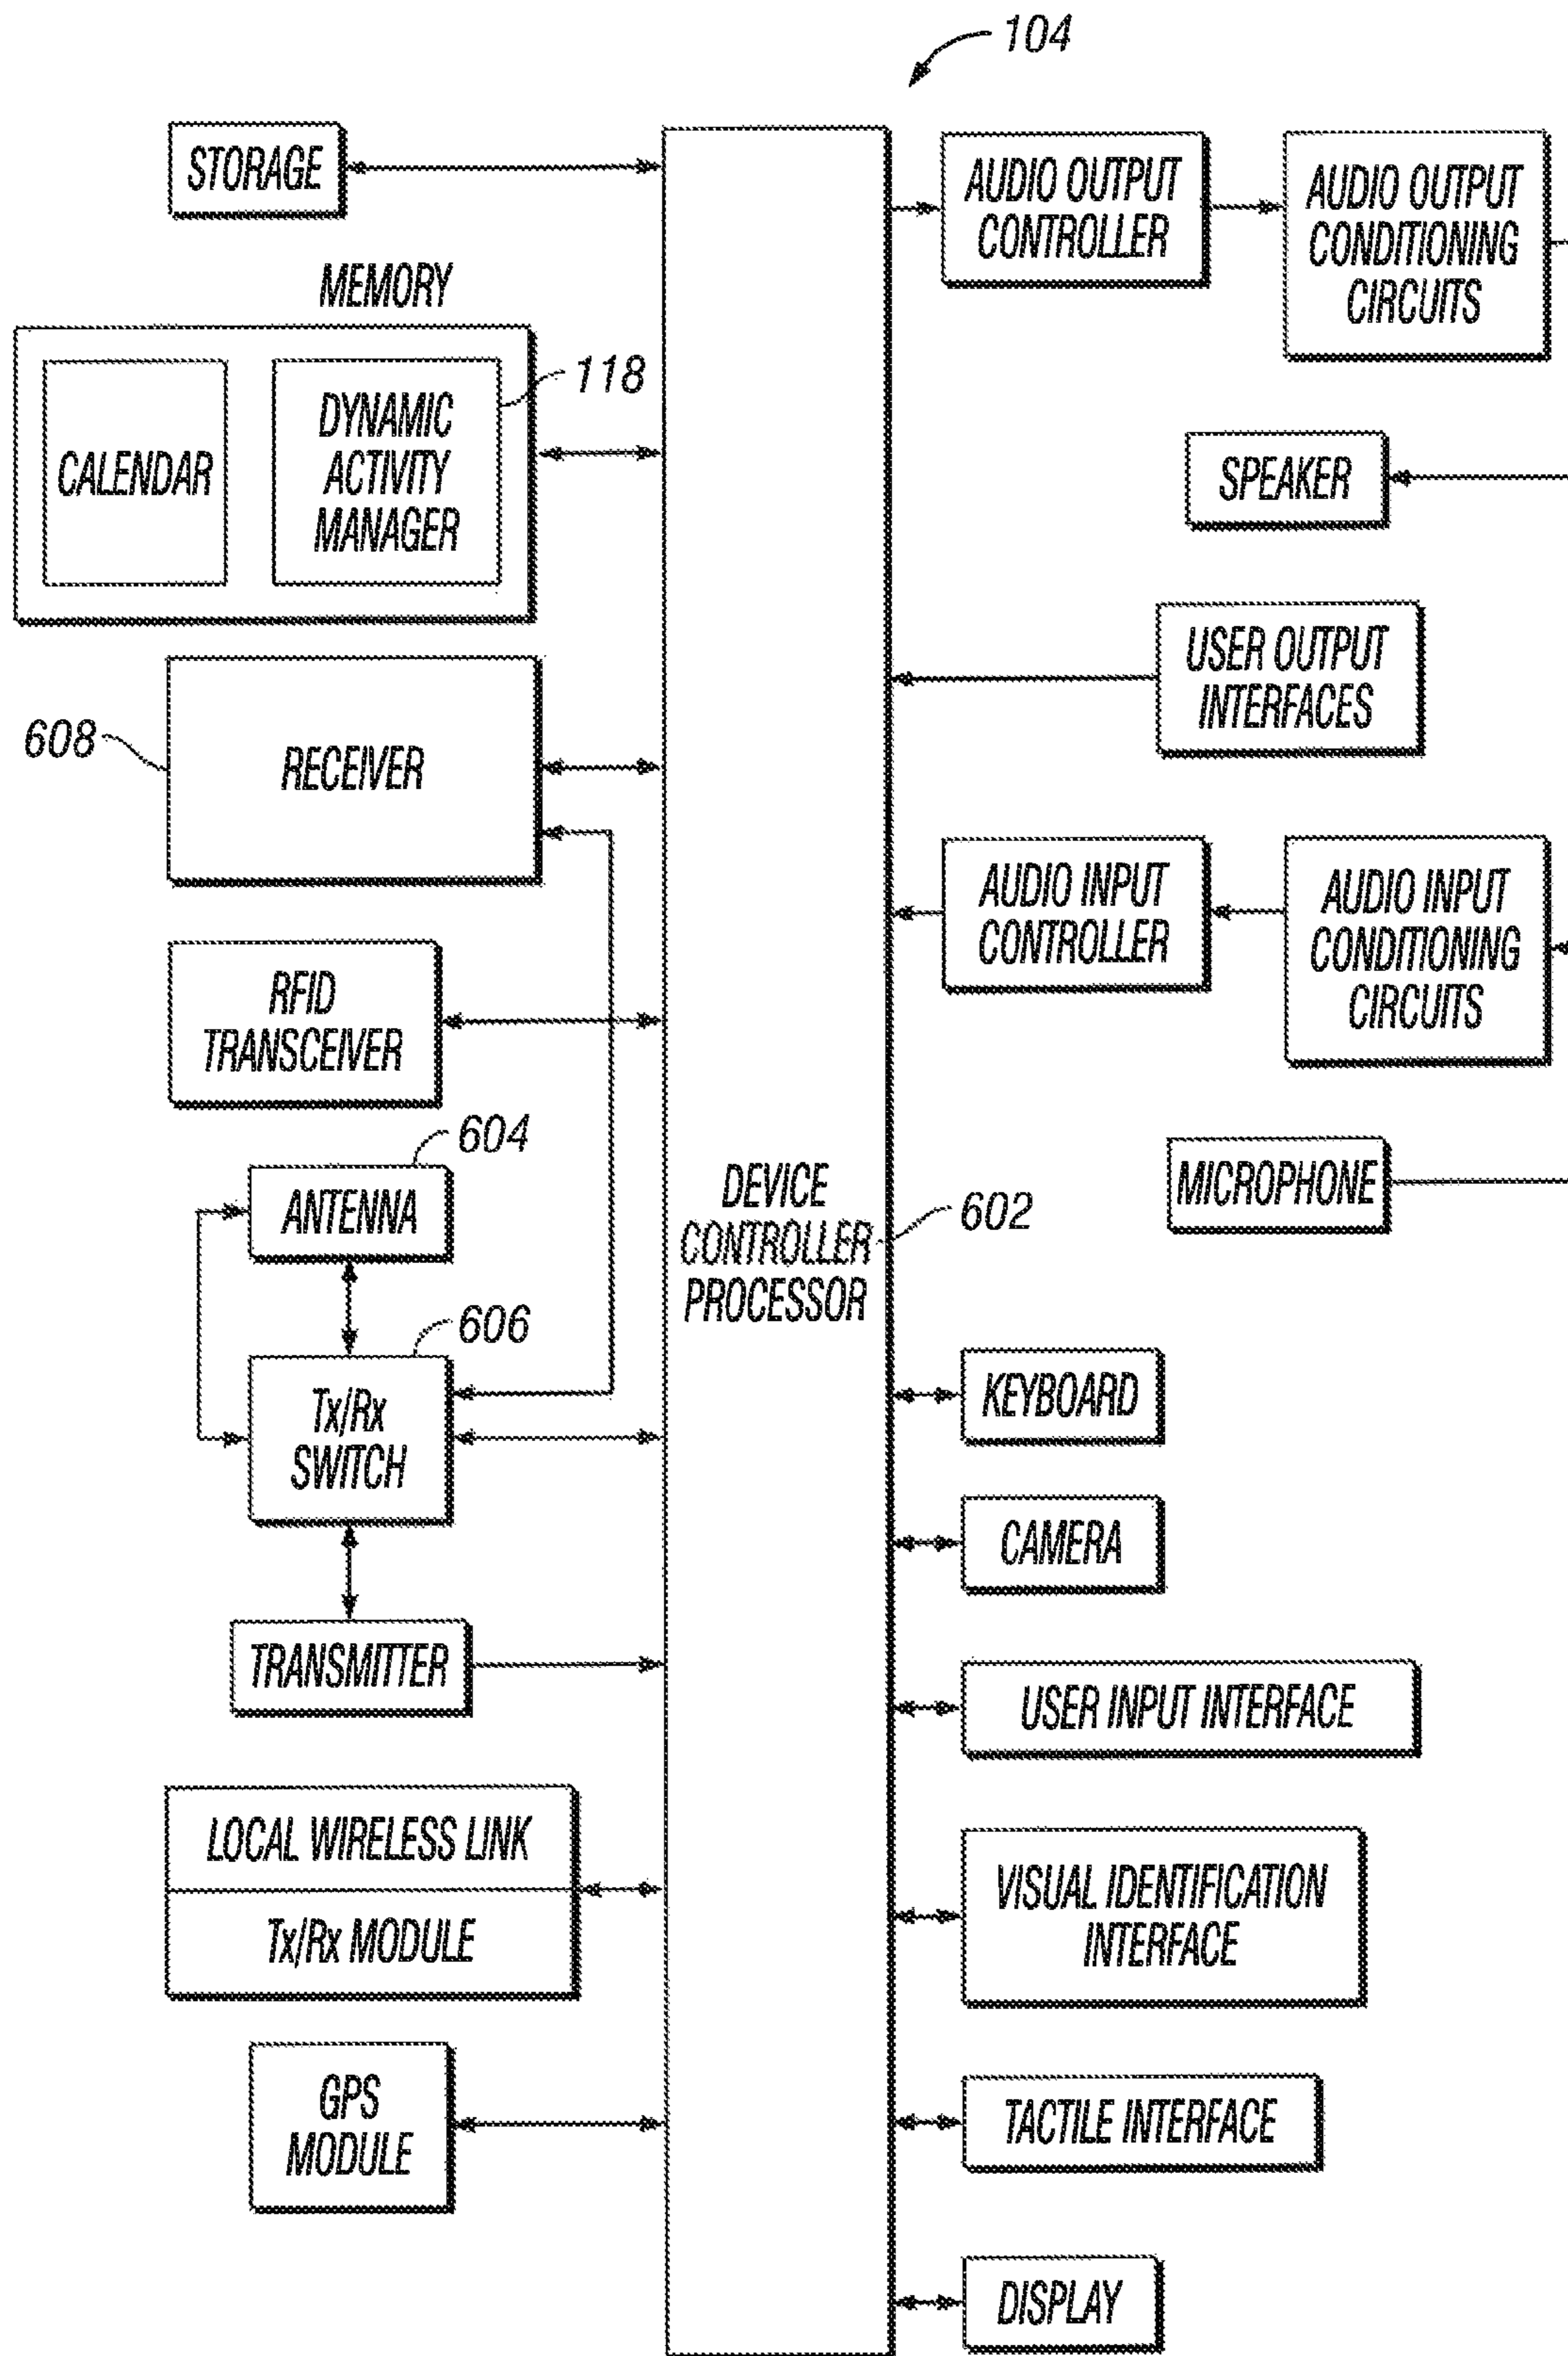 104
STORAGE
MEMORY
CALENDAR
DYNAMIC
ACTIVITY
MANAGER
118
608
RECEIVER
RFID
TRANSCEIVER
604
ANTENNA
606
Tx/Rx
SWITCH
TRANSMITTER
LOCAL WIRELESS LINK
Tx/Rx MODULE
GPS
MODULE
DEVICE
CONTROLLER
PROCESSOR
602
AUDIO OUTPUT
CONTROLLER
AUDIO OUTPUT
CONDITIONING
CIRCUITS
SPEAKER
USER OUTPUT
INTERFACES
AUDIO INPUT
CONTROLLER
AUDIO INPUT
CONDITIONING
CIRCUITS
MICROPHONE
KEYBOARD
CAMERA
USER INPUT INTERFACE
VISUAL IDENTIFICATION
INTERFACE
TACTILE INTERFACE
DISPLAY